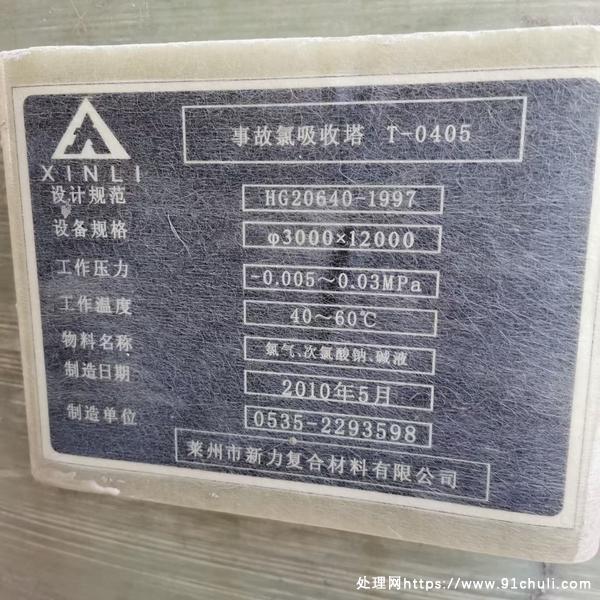 事故氯吸收塔 T-0405
XINLI
设计规范 HG20640-1997
设备规格 φ3000×12000
工作压力 -0.005~0.03MPa
工作温度 40~60℃
物料名称 氯气、次氯酸钠、碱液
制造日期 2010年5月
制造单位 0535-2293598
莱州市新力复合材料有限公司
处理网https://www.91chuli.com/